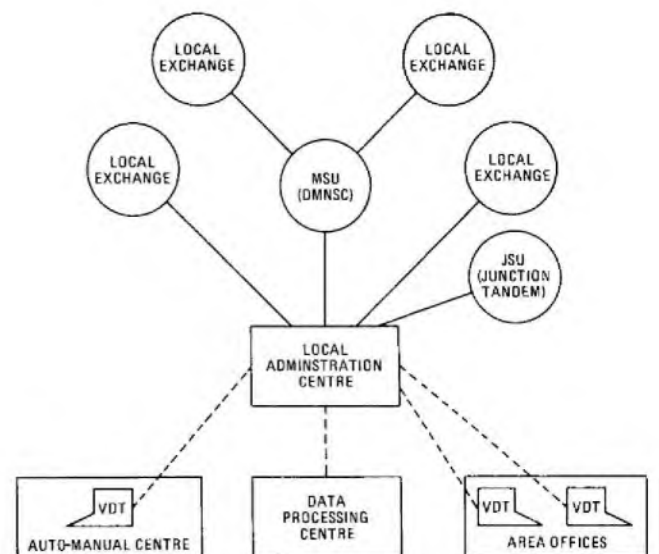 LOCAL
EXCHANGE
LOCAL
EXCHANGE
LOCAL
EXCHANGE
MSU
(DMNSC)
LOCAL
EXCHANGE
JSU
(JUNCTION
TANDEM)
LOCAL
ADMINSTRATION
CENTRE
VDT
AUTO-MANUAL CENTRE
DATA
PROCESSING
CENTRE
VDT
VDT
AREA OFFICES